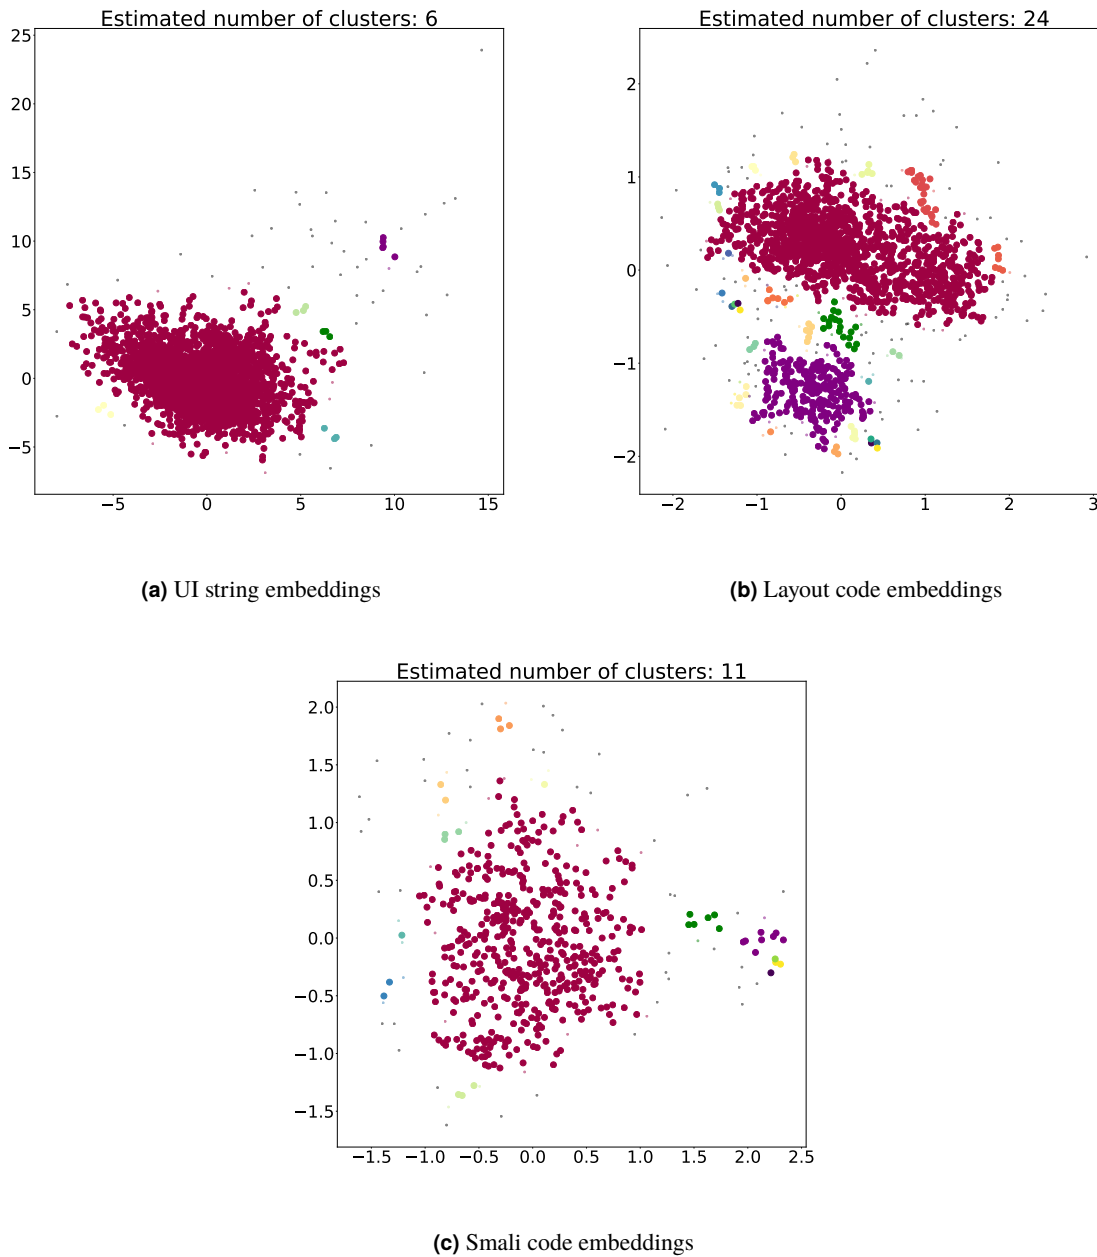 Estimated number of clusters: 6
25
20
15
10
5
0
−5
−5 0 5 10 15
(a) UI string embeddings
Estimated number of clusters: 24
2
1
0
−1
−2
−2 −1 0 1 2 3
(b) Layout code embeddings
Estimated number of clusters: 11
2.0
1.5
1.0
0.5
0.0
−0.5
−1.0
−1.5
−1.5 −1.0 −0.5 0.0 0.5 1.0 1.5 2.0 2.5
(c) Smali code embeddings